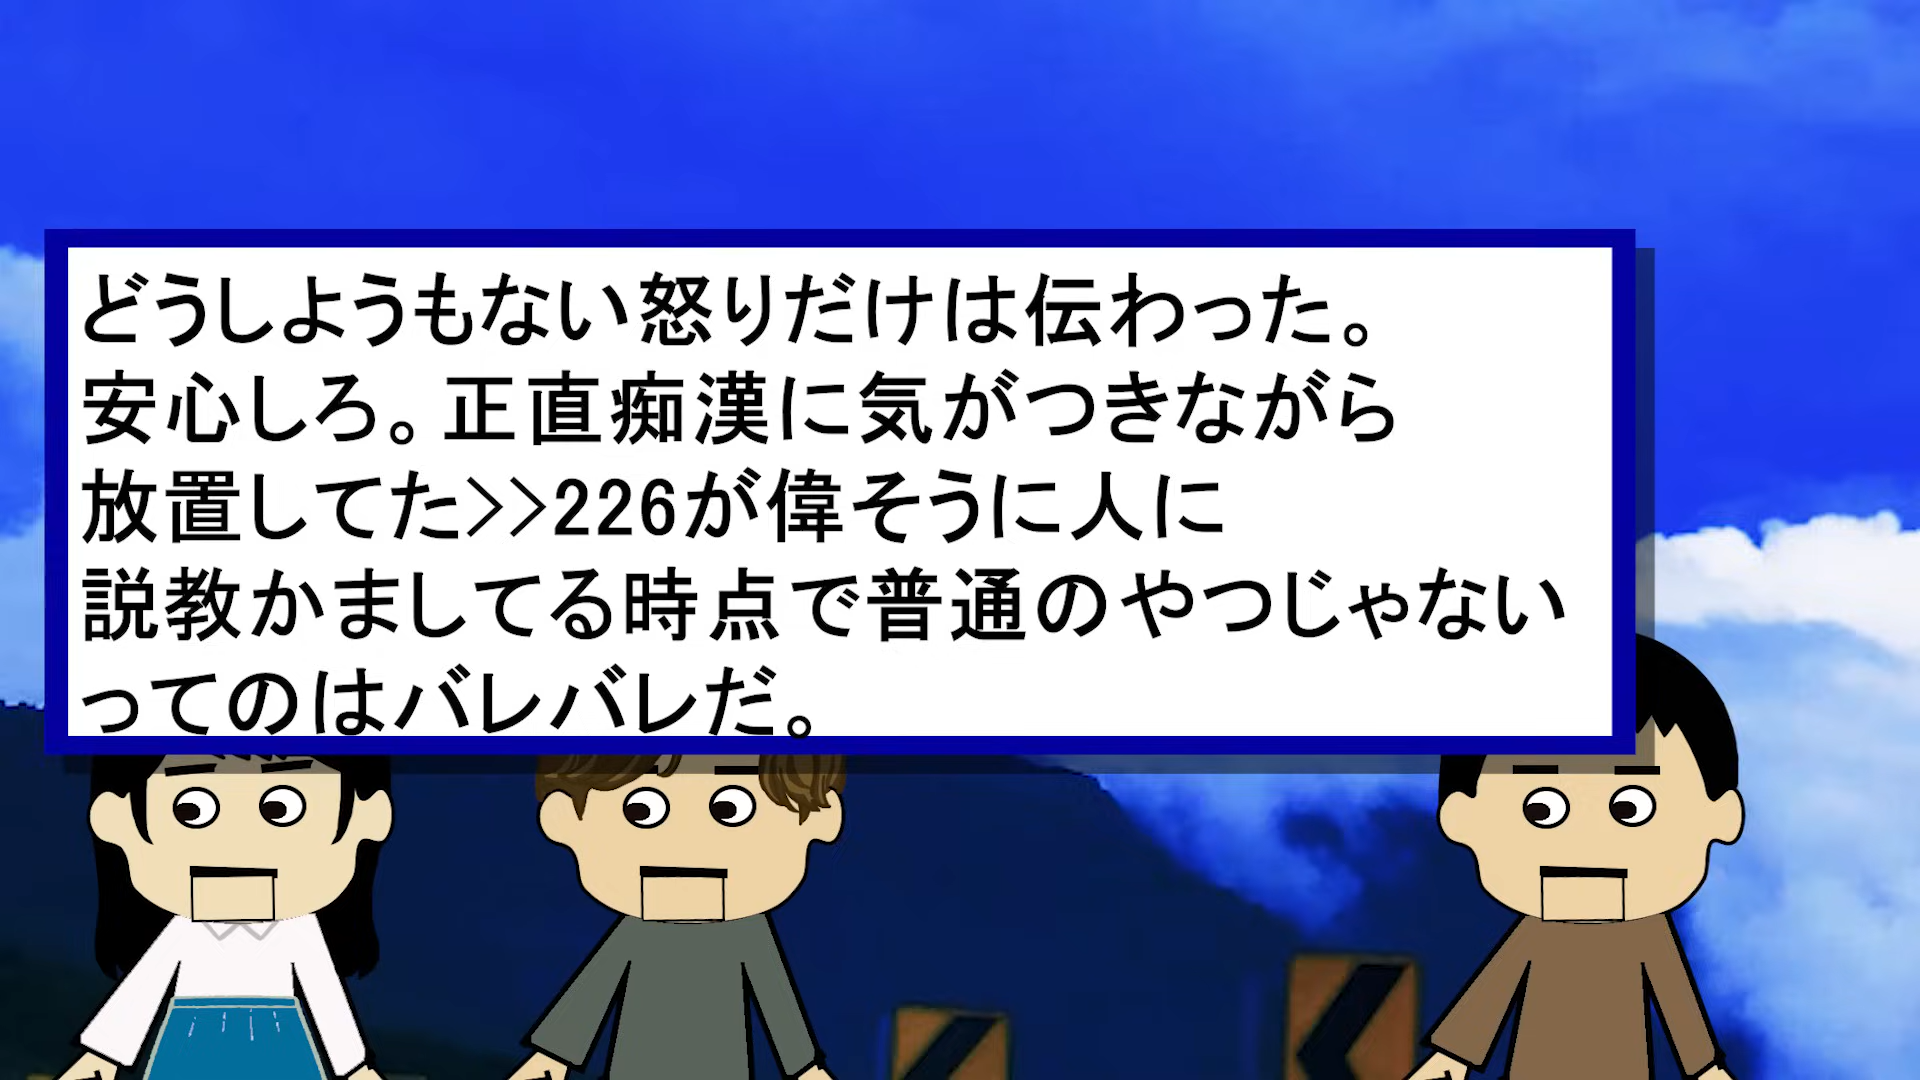 どうしようもない怒りだけは伝わった。
安心しろ。正直痴漢に気がつきながら
放置してた>>226が偉そうに人に
説教かましてる時点で普通のやつじゃない
ってのはバレバレだ。